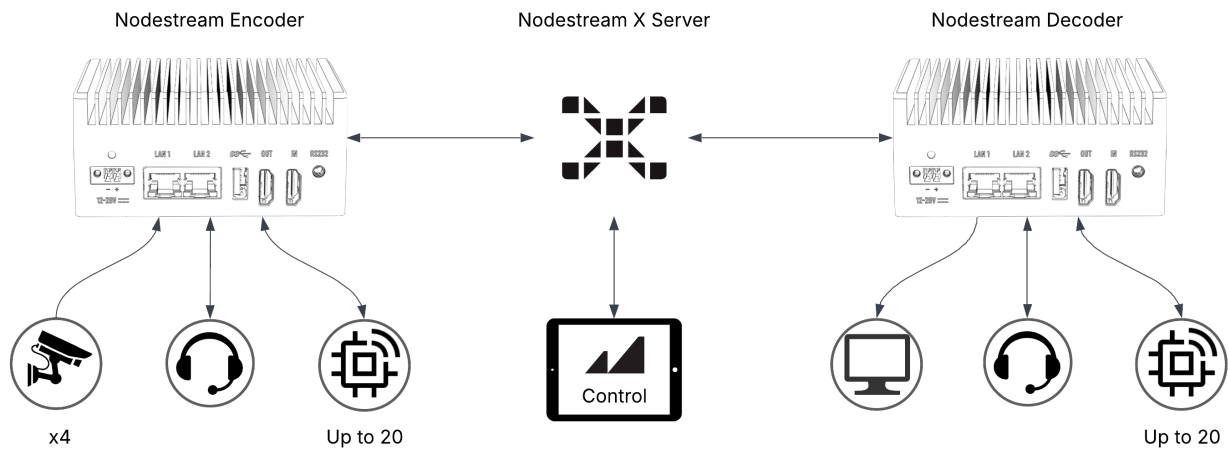 Nodestream Encoder
Nodestream X Server
Nodestream Decoder
LAN 1 LAN 2 OUT IN RS232
- +
12-28V
LAN 1 LAN 2 OUT IN RS232
- +
12-28V
Control
x4
Up to 20
Up to 20